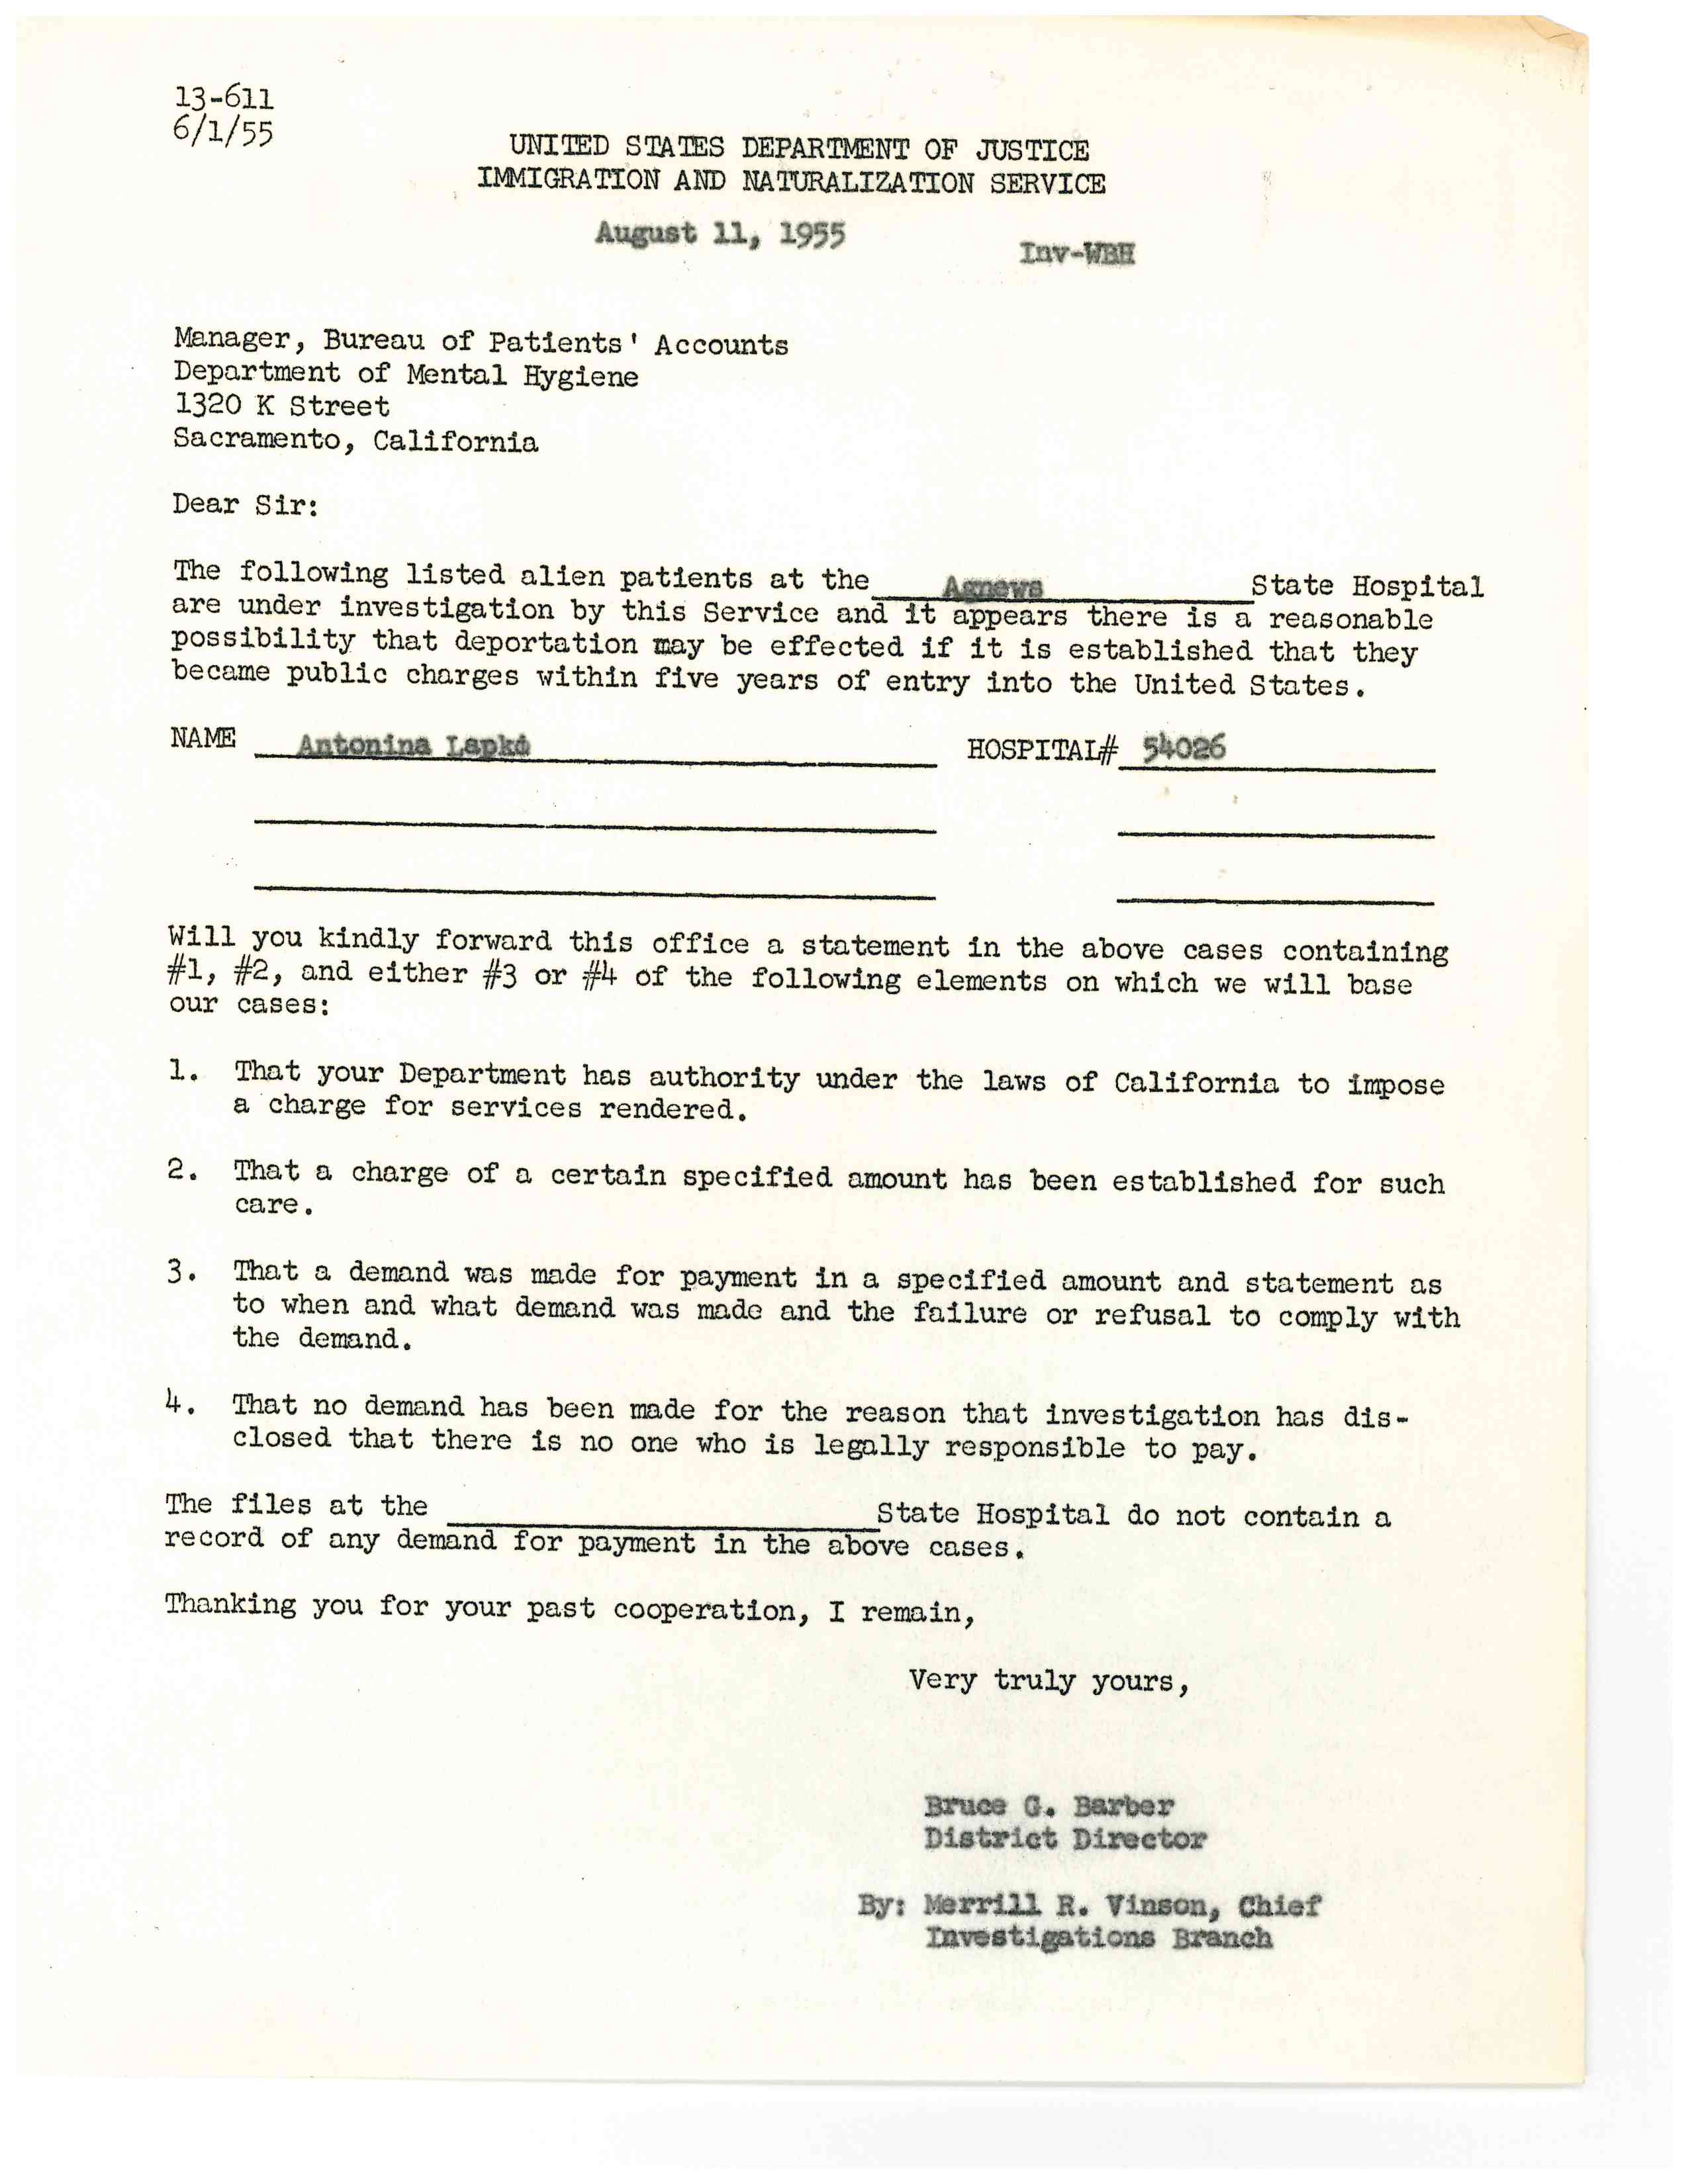 13-611
6/1/55
UNITED STATES DEPARTMENT OF JUSTICE
IMMIGRATION AND NATURALIZATION SERVICE
August 11, 1955
Inv-WBH
Manager, Bureau of Patients' Accounts
Department of Mental Hygiene
1320 K Street
Sacramento, California
Dear Sir:
The following listed alien patients at the Agnews State Hospital
are under investigation by this Service and it appears there is a reasonable
possibility that deportation may be effected if it is established that they
became public charges within five years of entry into the United States.
NAME Antonina Lapko HOSPITAL# 54026
Will you kindly forward this office a statement in the above cases containing
#1, #2, and either #3 or #4 of the following elements on which we will base
our cases:
1. That your Department has authority under the laws of California to impose
a charge for services rendered.
2. That a charge of a certain specified amount has been established for such
care.
3. That a demand was made for payment in a specified amount and statement as
to when and what demand was made and the failure or refusal to comply with
the demand.
4. That no demand has been made for the reason that investigation has dis-
closed that there is no one who is legally responsible to pay.
The files at the State Hospital do not contain a
record of any demand for payment in the above cases.
Thanking you for your past cooperation, I remain,
Very truly yours,
Bruce G. Barber
District Director
By: Merrill R. Vinson, Chief
Investigations Branch